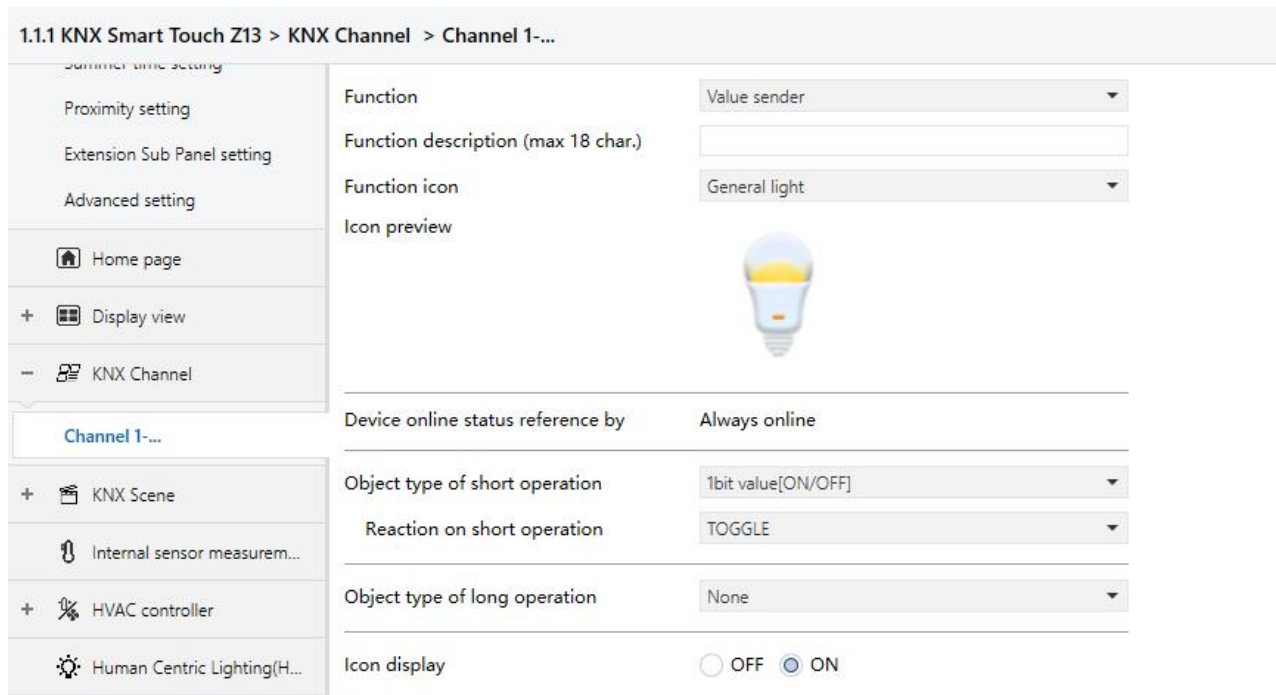 1.1.1 KNX Smart Touch Z13 > KNX Channel > Channel 1-...
Summer time setting
Proximity setting
Extension Sub Panel setting
Advanced setting
Home page
+ Display view
− KNX Channel
Channel 1-...
+ KNX Scene
Internal sensor measurem...
+ HVAC controller
Human Centric Lighting(H...
Function Value sender
Function description (max 18 char.)
Function icon General light
Icon preview
Device online status reference by Always online
Object type of short operation 1bit value[ON/OFF]
Reaction on short operation TOGGLE
Object type of long operation None
Icon display OFF ON